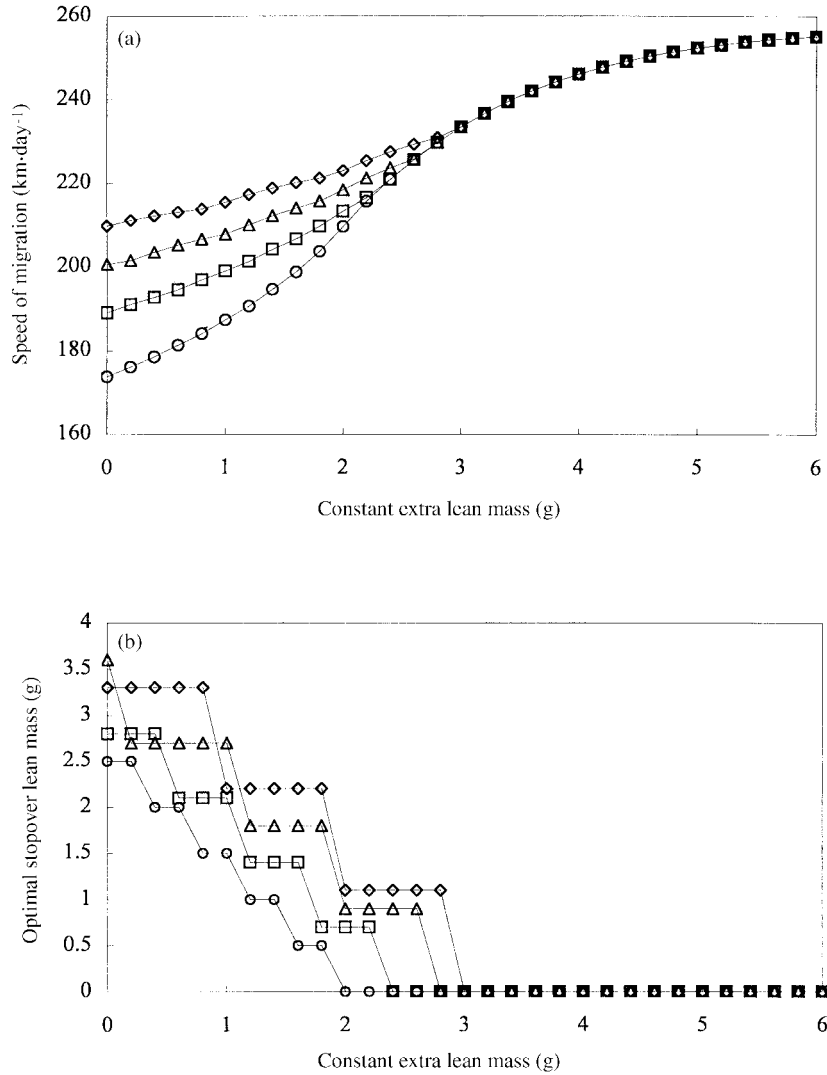 260
(a)
240
220
200
180
160
Speed of migration (km·day⁻¹)
0 1 2 3 4 5 6
Constant extra lean mass (g)
4
(b)
3.5
3
2.5
2
1.5
1
0.5
0
Optimal stopover lean mass (g)
0 1 2 3 4 5 6
Constant extra lean mass (g)